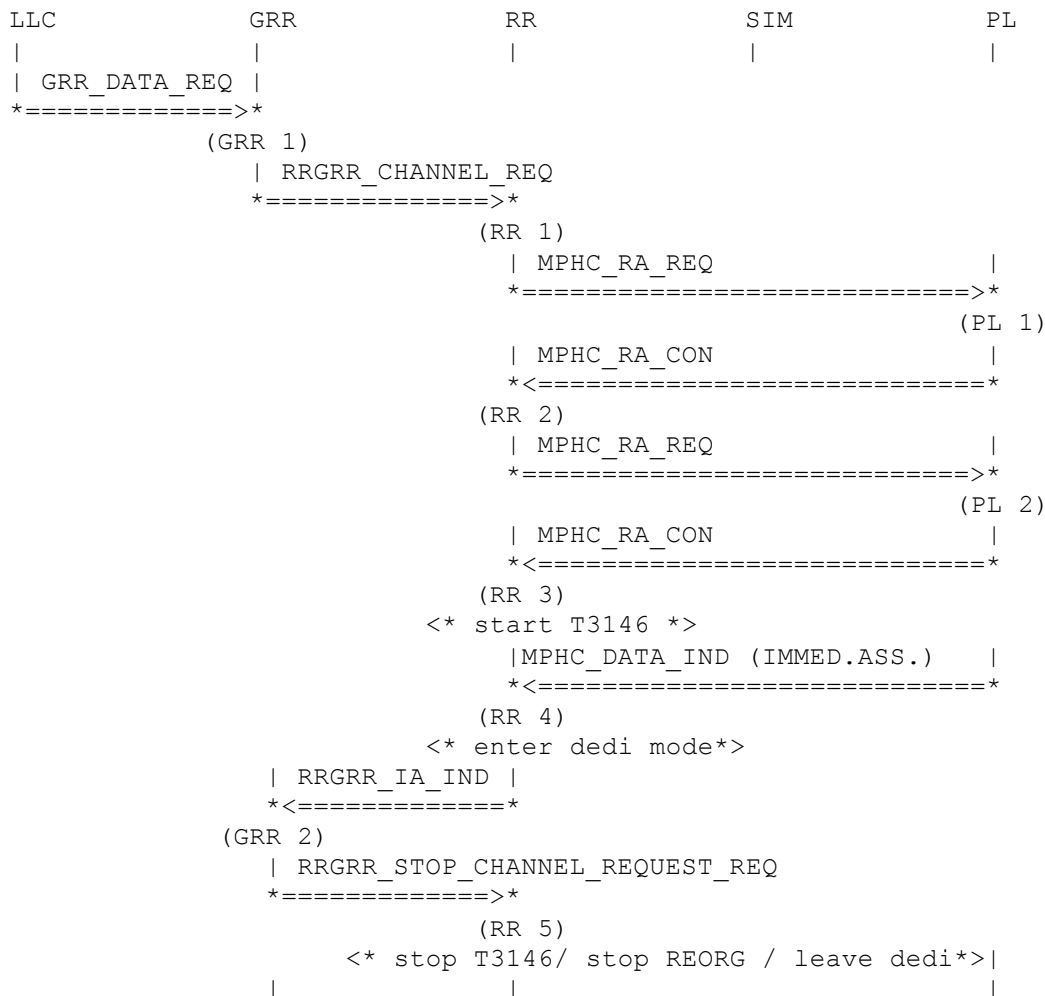 LLC GRR RR SIM PL
| | | | |
| GRR_DATA_REQ |
*=============>*
(GRR 1)
| RRGRR_CHANNEL_REQ
*==============>*
(RR 1)
| MPHC_RA_REQ |
*============================>*
(PL 1)
| MPHC_RA_CON |
*<============================*
(RR 2)
| MPHC_RA_REQ |
*============================>*
(PL 2)
| MPHC_RA_CON |
*<============================*
(RR 3)
<* start T3146 *>
|MPHC_DATA_IND (IMMED.ASS.) |
*<============================*
(RR 4)
<* enter dedi mode*>
| RRGRR_IA_IND |
*<=============*
(GRR 2)
| RRGRR_STOP_CHANNEL_REQUEST_REQ
*=============>*
(RR 5)
<* stop T3146/ stop REORG / leave dedi*>|
| | |